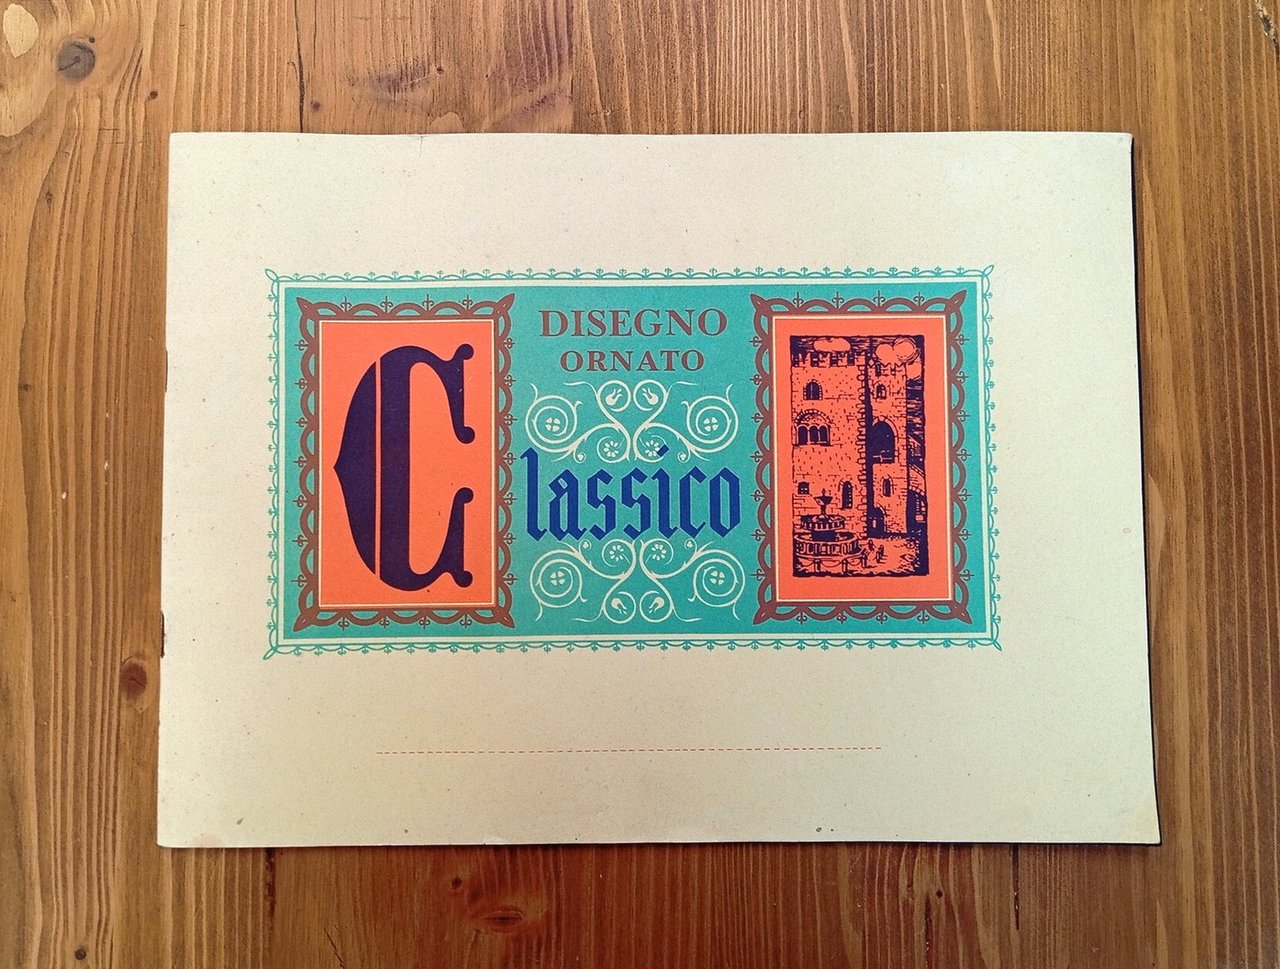 DISEGNO
ORNATO
Classico